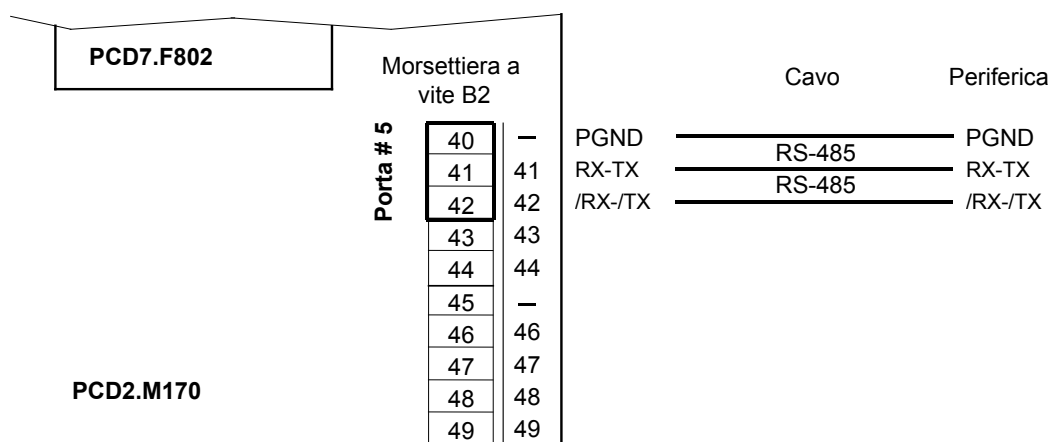 PCD7.F802
Morsettiera a
vite B2
Cavo Periferica
Porta # 5
40 – PGND RS-485 PGND
41 41 RX-TX RS-485 RX-TX
42 42 /RX-/TX /RX-/TX
43 43
44 44
45 –
46 46
47 47
PCD2.M170 48 48
49 49